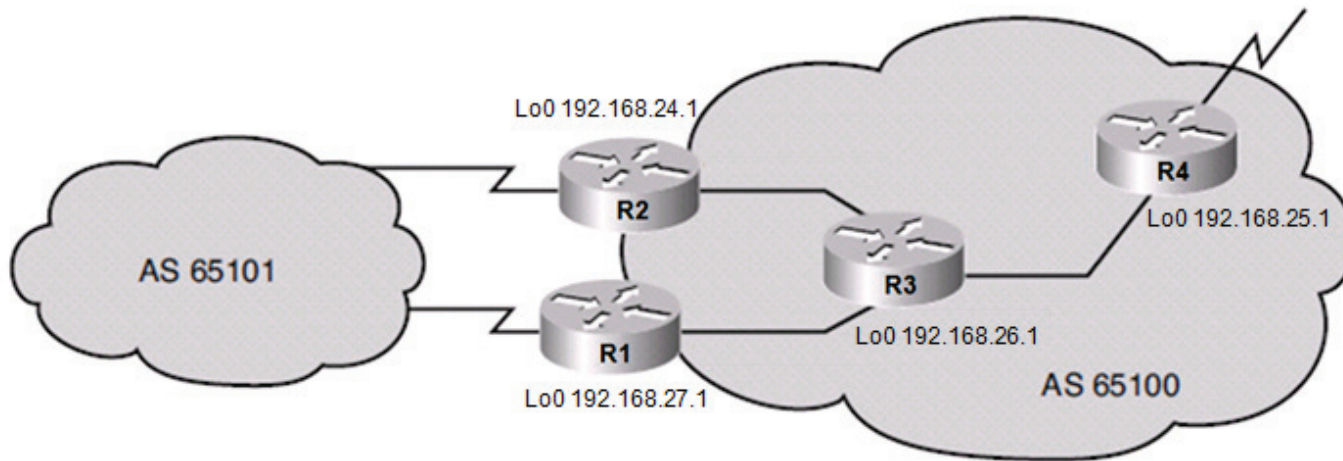 Lo0 192.168.24.1
R2
R4
Lo0 192.168.25.1
AS 65101
R3
Lo0 192.168.26.1
R1
Lo0 192.168.27.1
AS 65100